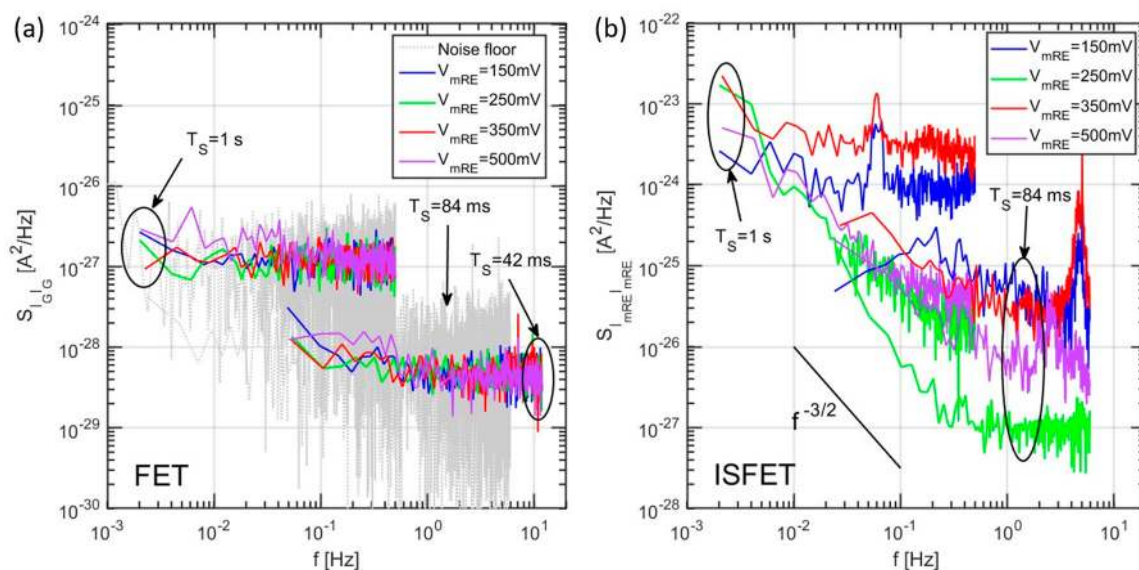 (a)
10^-24
10^-25
10^-26
10^-27
10^-28
10^-29
10^-30
S_I_G I_G [A^2/Hz]
Noise floor
V_mRE=150mV
V_mRE=250mV
V_mRE=350mV
V_mRE=500mV
T_S=1 s
T_S=84 ms
T_S=42 ms
FET
10^-3 10^-2 10^-1 10^0 10^1
f [Hz]
(b)
10^-22
10^-23
10^-24
10^-25
10^-26
10^-27
10^-28
S_I_mRE I_mRE [A^2/Hz]
V_mRE=150mV
V_mRE=250mV
V_mRE=350mV
V_mRE=500mV
T_S=1 s
T_S=84 ms
f^-3/2
ISFET
10^-3 10^-2 10^-1 10^0 10^1
f [Hz]